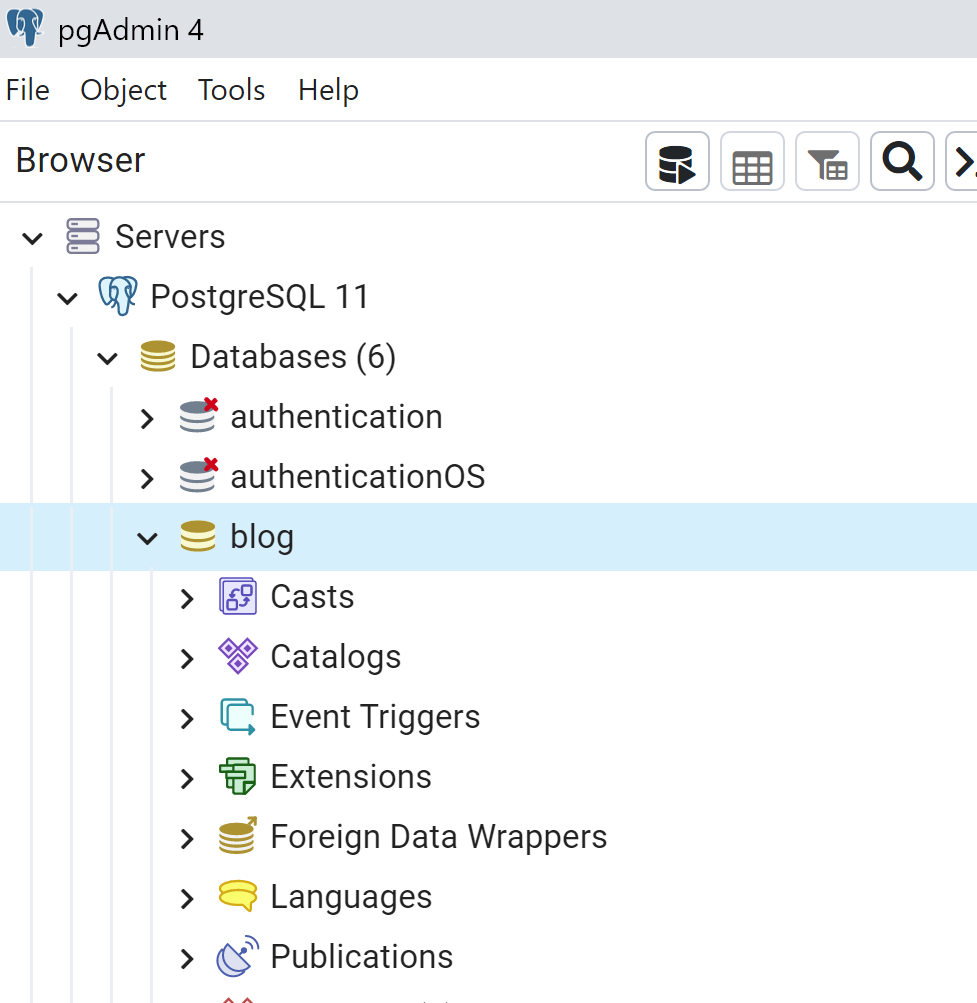 pgAdmin 4
File Object Tools Help
Browser
Servers
PostgreSQL 11
Databases (6)
authentication
authenticationOS
blog
Casts
Catalogs
Event Triggers
Extensions
Foreign Data Wrappers
Languages
Publications